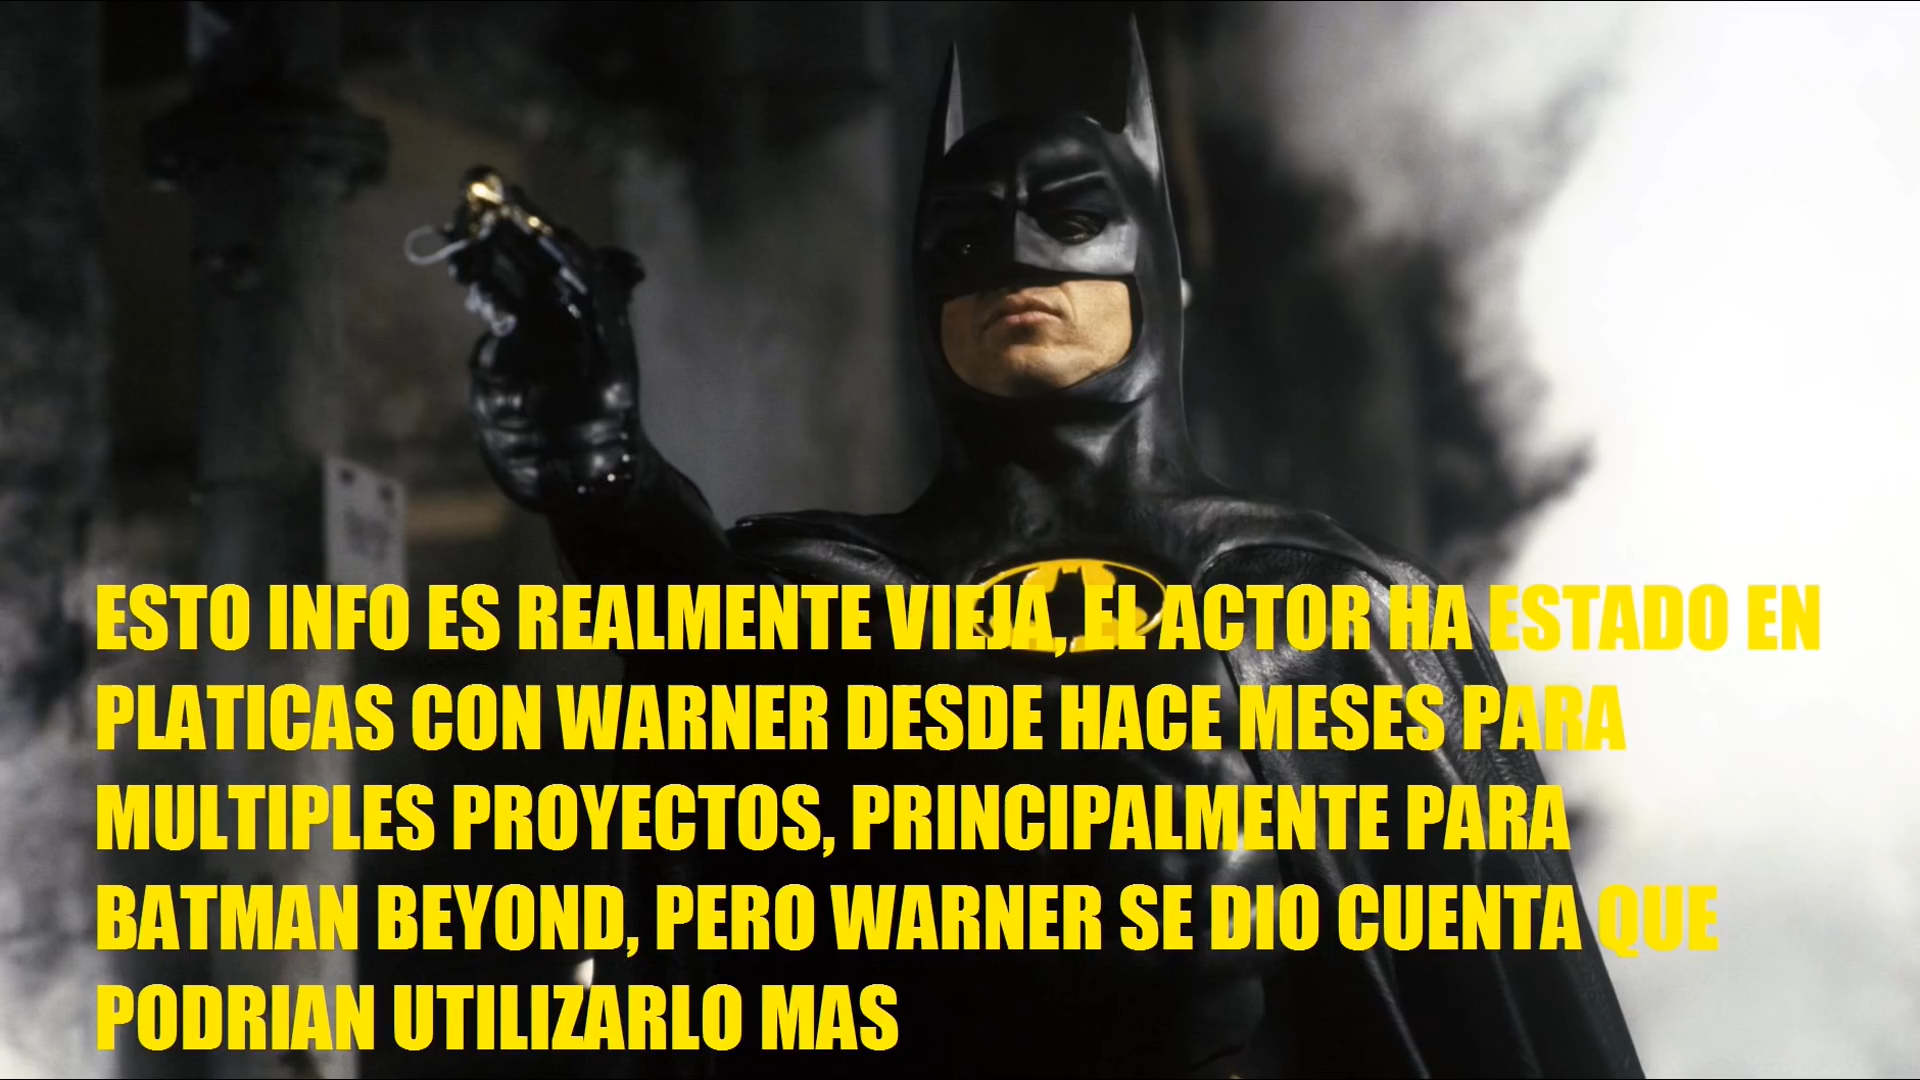 ESTO INFO ES REALMENTE VIEJA, EL ACTOR HA ESTADO EN
PLATICAS CON WARNER DESDE HACE MESES PARA
MULTIPLES PROYECTOS, PRINCIPALMENTE PARA
BATMAN BEYOND, PERO WARNER SE DIO CUENTA QUE
PODRIAN UTILIZARLO MAS